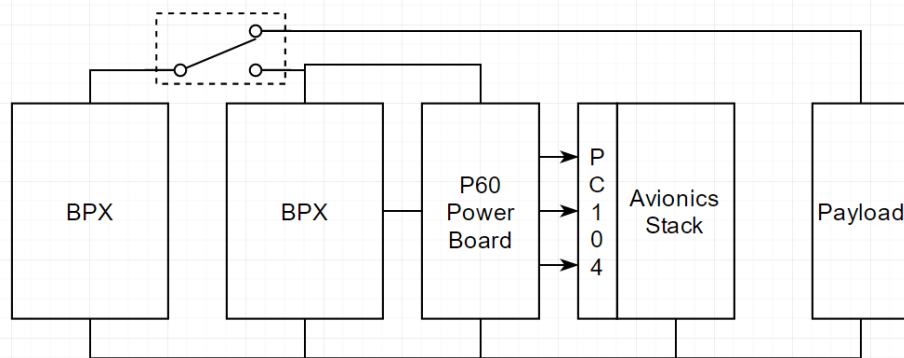 BPX
BPX
P60
Power
Board
P
C
1
0
4
Avionics
Stack
Payload